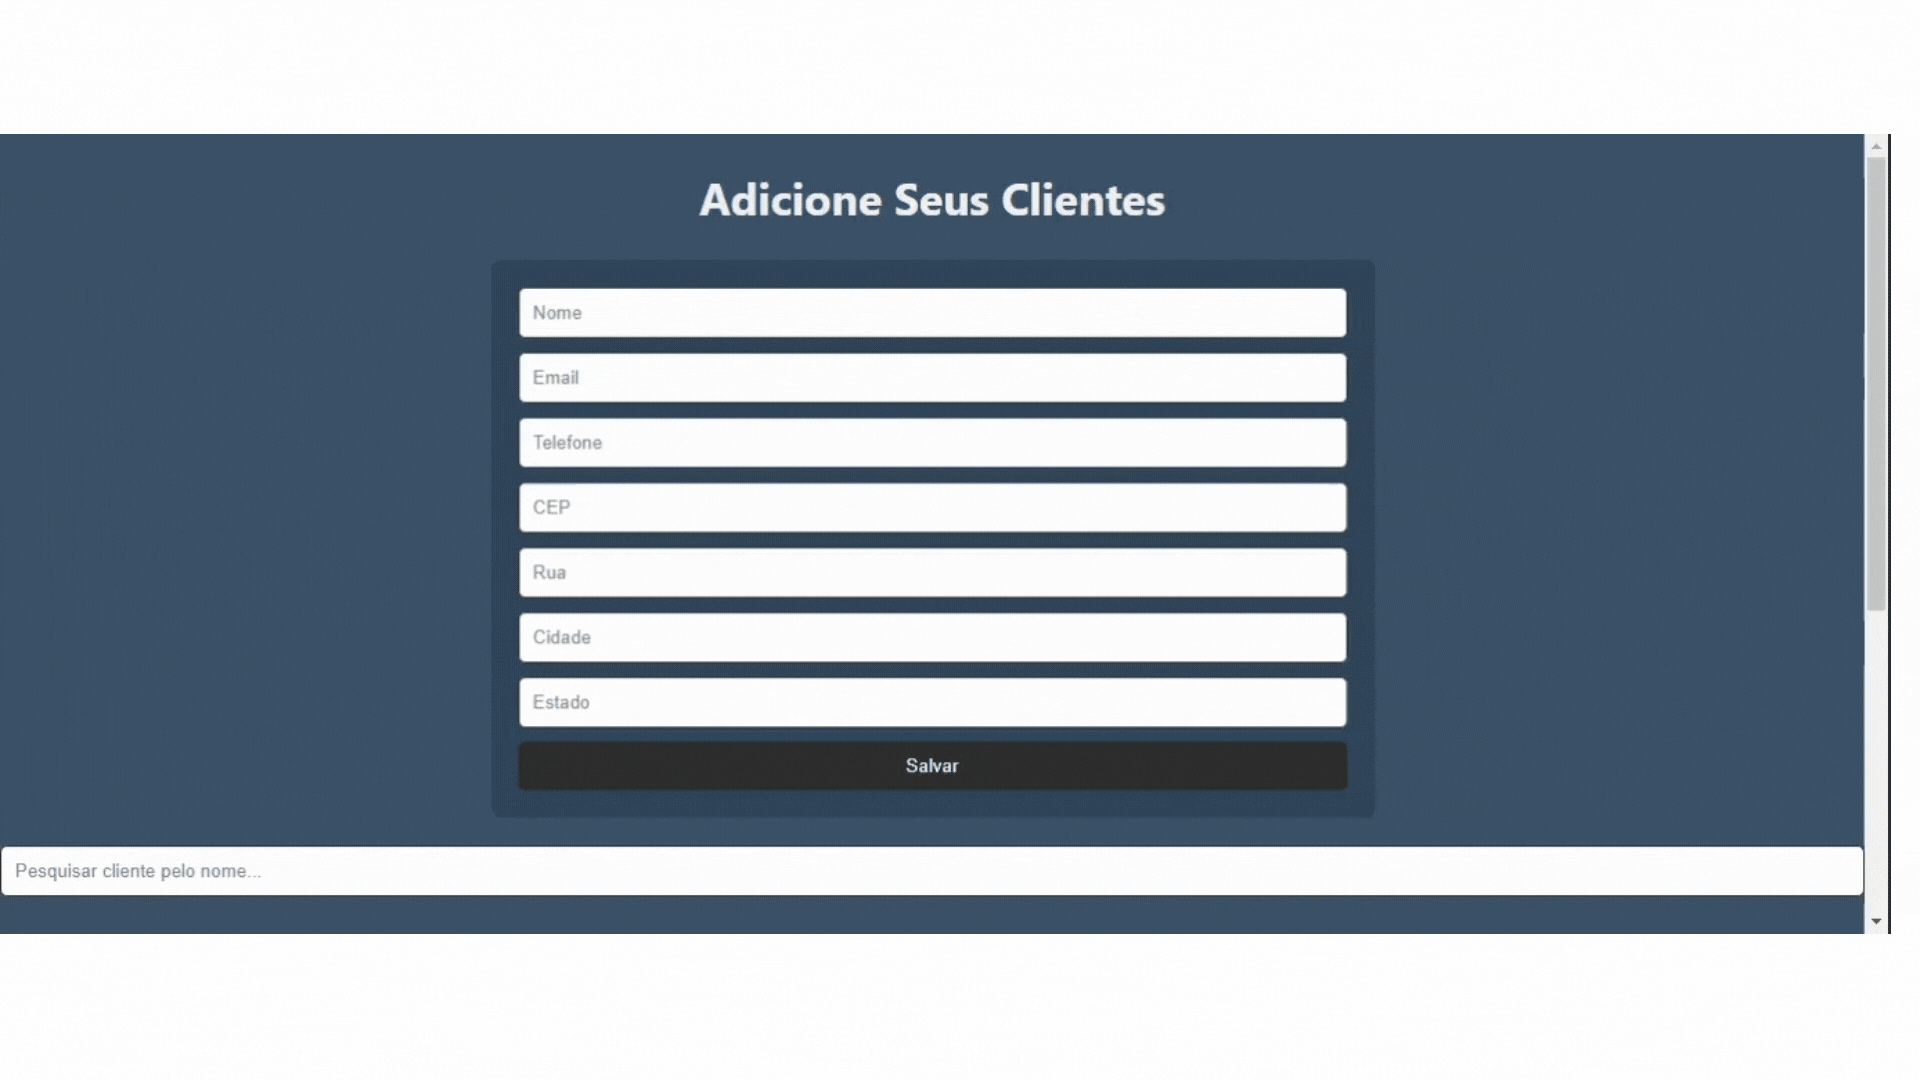 Adicione Seus Clientes
Nome
Email
Telefone
CEP
Rua
Cidade
Estado
Salvar
Pesquisar cliente pelo nome...